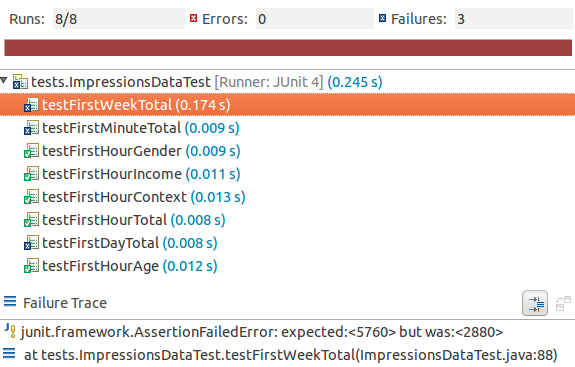 Runs: 8/8 Errors: 0 Failures: 3
tests.ImpressionsDataTest [Runner: JUnit 4] (0.245 s)
testFirstWeekTotal (0.174 s)
testFirstMinuteTotal (0.009 s)
testFirstHourGender (0.009 s)
testFirstHourIncome (0.011 s)
testFirstHourContext (0.013 s)
testFirstHourTotal (0.008 s)
testFirstDayTotal (0.008 s)
testFirstHourAge (0.012 s)
Failure Trace
junit.framework.AssertionFailedError: expected:<5760> but was:<2880>
at tests.ImpressionsDataTest.testFirstWeekTotal(ImpressionsDataTest.java:88)